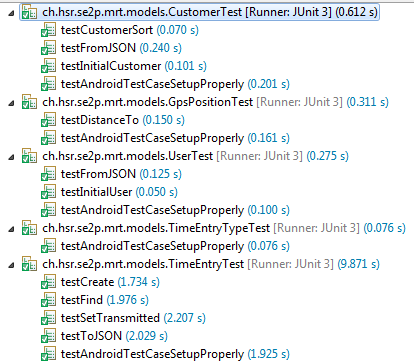 ch.hsr.se2p.mrt.models.CustomerTest [Runner: JUnit 3] (0.612 s)
testCustomerSort (0.070 s)
testFromJSON (0.240 s)
testInitialCustomer (0.101 s)
testAndroidTestCaseSetupProperly (0.201 s)
ch.hsr.se2p.mrt.models.GpsPositionTest [Runner: JUnit 3] (0.311 s)
testDistanceTo (0.150 s)
testAndroidTestCaseSetupProperly (0.161 s)
ch.hsr.se2p.mrt.models.UserTest [Runner: JUnit 3] (0.275 s)
testFromJSON (0.125 s)
testInitialUser (0.050 s)
testAndroidTestCaseSetupProperly (0.100 s)
ch.hsr.se2p.mrt.models.TimeEntryTypeTest [Runner: JUnit 3] (0.076 s)
testAndroidTestCaseSetupProperly (0.076 s)
ch.hsr.se2p.mrt.models.TimeEntryTest [Runner: JUnit 3] (9.871 s)
testCreate (1.734 s)
testFind (1.976 s)
testSetTransmitted (2.207 s)
testToJSON (2.029 s)
testAndroidTestCaseSetupProperly (1.925 s)